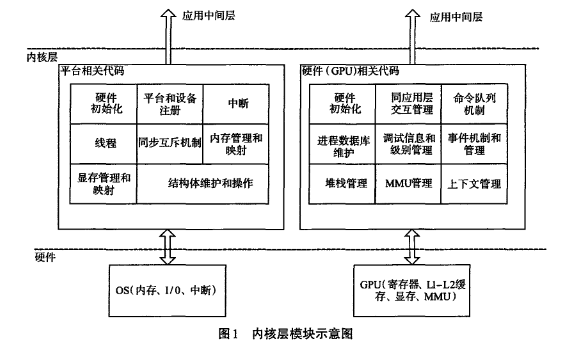 应用中间层
应用中间层
内核层
平台相关代码
硬件
初始化
平台和设备
注册
中断
线程
同步互斥机制
内存管理和
映射
显存管理和
映射
结构体维护和操作
硬件(GPU)相关代码
硬件
初始化
同应用层
交互管理
命令队列
机制
进程数据库
维护
调试信息和
级别管理
事件机制和
管理
堆栈管理
MMU管理
上下文管理
硬件
OS(内存、I/0、中断)
GPU(寄存器、L1-L2缓
存、显存、MMU)
图1 内核层模块示意图